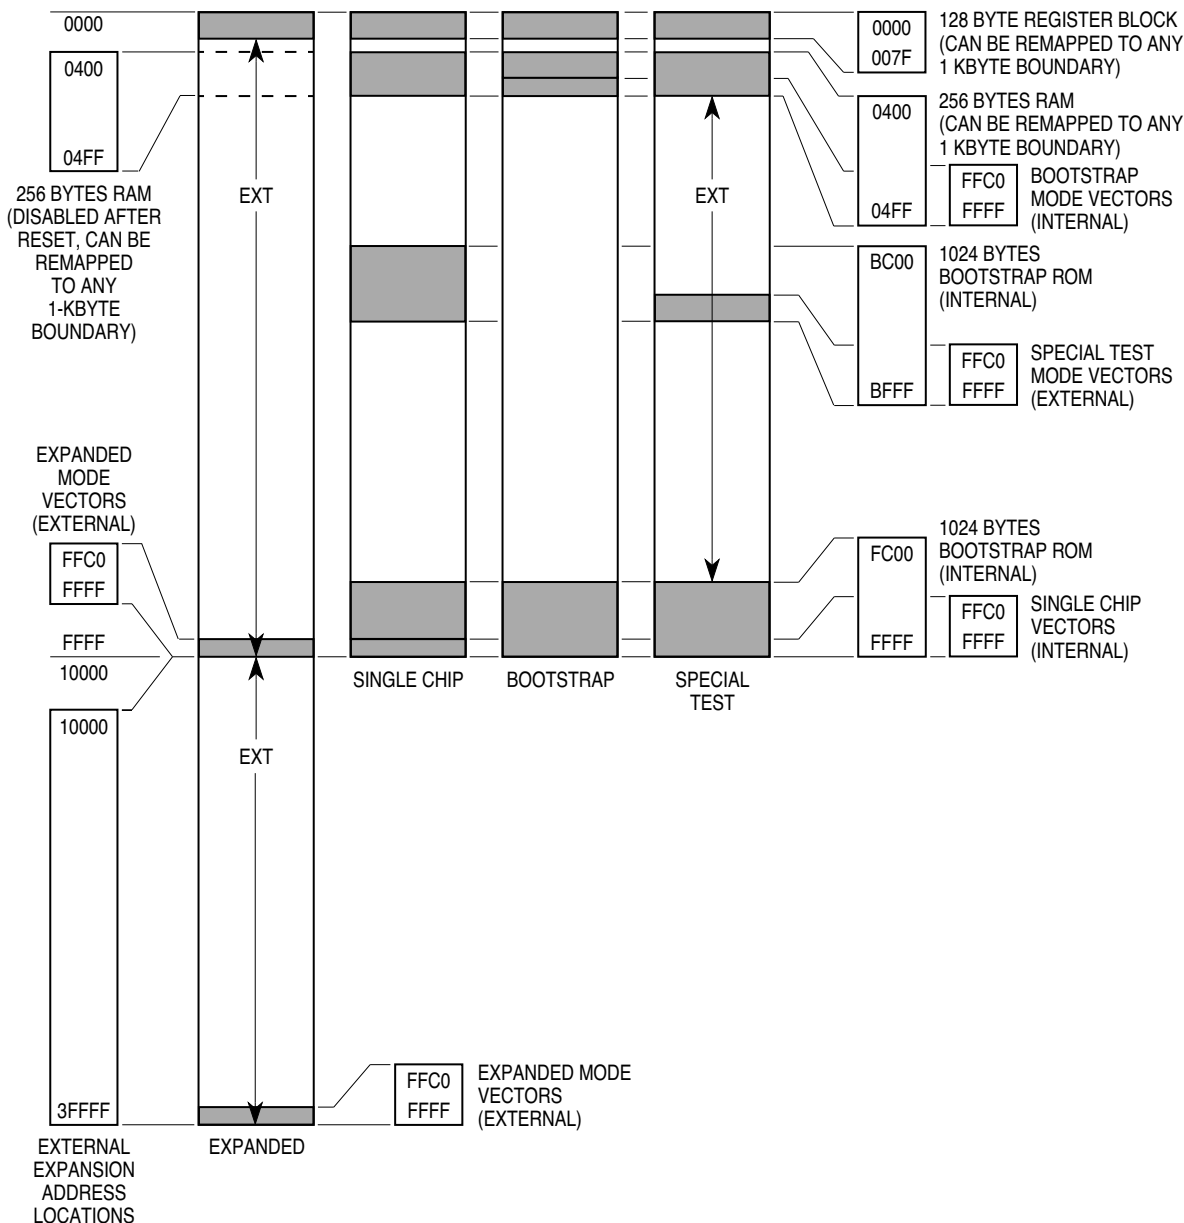 0000
0400
04FF
256 BYTES RAM
(DISABLED AFTER
RESET, CAN BE
REMAPPED
TO ANY
1-KBYTE
BOUNDARY)
EXPANDED
MODE
VECTORS
(EXTERNAL)
FFC0
FFFF
FFFF
10000
10000
3FFFF
EXTERNAL
EXPANSION
ADDRESS
LOCATIONS
EXT
EXT
EXPANDED
FFC0
FFFF
EXPANDED MODE
VECTORS
(EXTERNAL)
SINGLE CHIP
BOOTSTRAP
EXT
SPECIAL
TEST
0000
007F
128 BYTE REGISTER BLOCK
(CAN BE REMAPPED TO ANY
1 KBYTE BOUNDARY)
0400
04FF
256 BYTES RAM
(CAN BE REMAPPED TO ANY
1 KBYTE BOUNDARY)
FFC0
FFFF
BOOTSTRAP
MODE VECTORS
(INTERNAL)
BC00
BFFF
1024 BYTES
BOOTSTRAP ROM
(INTERNAL)
FFC0
FFFF
SPECIAL TEST
MODE VECTORS
(EXTERNAL)
FC00
FFFF
1024 BYTES
BOOTSTRAP ROM
(INTERNAL)
FFC0
FFFF
SINGLE CHIP
VECTORS
(INTERNAL)